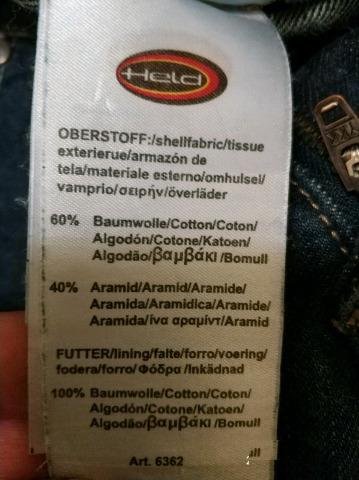 Held
OBERSTOFF:/shellfabric/tissue
exterierue/armazón de
tela/materiale esterno/omhulsel/
vamprio/σειρήν/överläder
60% Baumwolle/Cotton/Coton/
Algodón/Cotone/Katoen/
Algodão/βαμβάΚΙ /Bomull
40% Aramid/Aramid/Aramide/
Aramida/Aramidica/Aramide/
Aramida/ίνα αραμίντ/Aramid
FUTTER/lining/falte/forro/voering/
fodera/forro/Φόδρα /Inkädnad
100% Baumwolle/Cotton/Coton/
Algodón/Cotone/Katoen/
Algodão/βαμβάΚΙ /Bomull
ull
Art. 6362